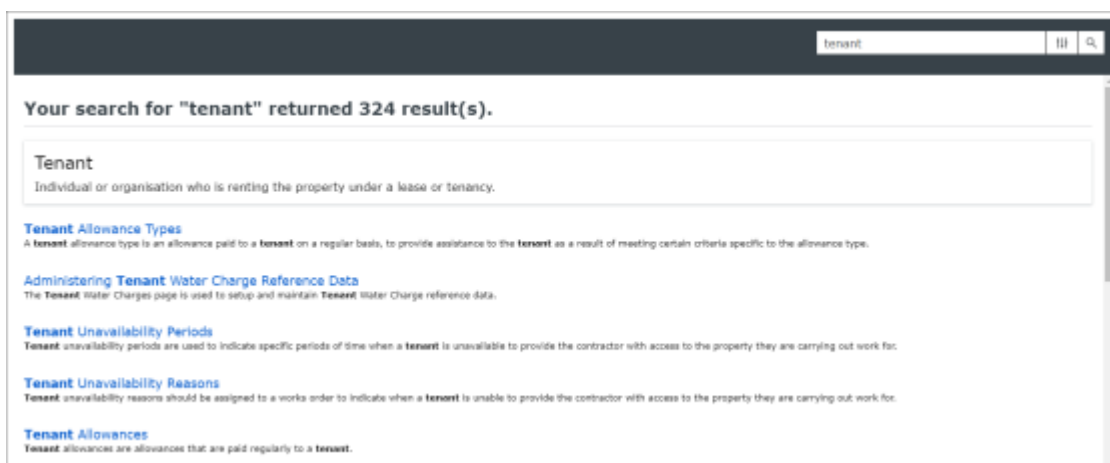 tenant
Your search for "tenant" returned 324 result(s).
Tenant
Individual or organisation who is renting the property under a lease or tenancy.
Tenant Allowance Types
A tenant allowance type is an allowance paid to a tenant on a regular basis, to provide assistance to the tenant as a result of meeting certain criteria specific to the allowance type.
Administering Tenant Water Charge Reference Data
The Tenant Water Charges page is used to setup and maintain Tenant Water Charge reference data.
Tenant Unavailability Periods
Tenant unavailability periods are used to indicate specific periods of time when a tenant is unavailable to provide the contractor with access to the property they are carrying out work for.
Tenant Unavailability Reasons
Tenant unavailability reasons should be assigned to a works order to indicate when a tenant is unable to provide the contractor with access to the property they are carrying out work for.
Tenant Allowances
Tenant allowances are allowances that are paid regularly to a tenant.